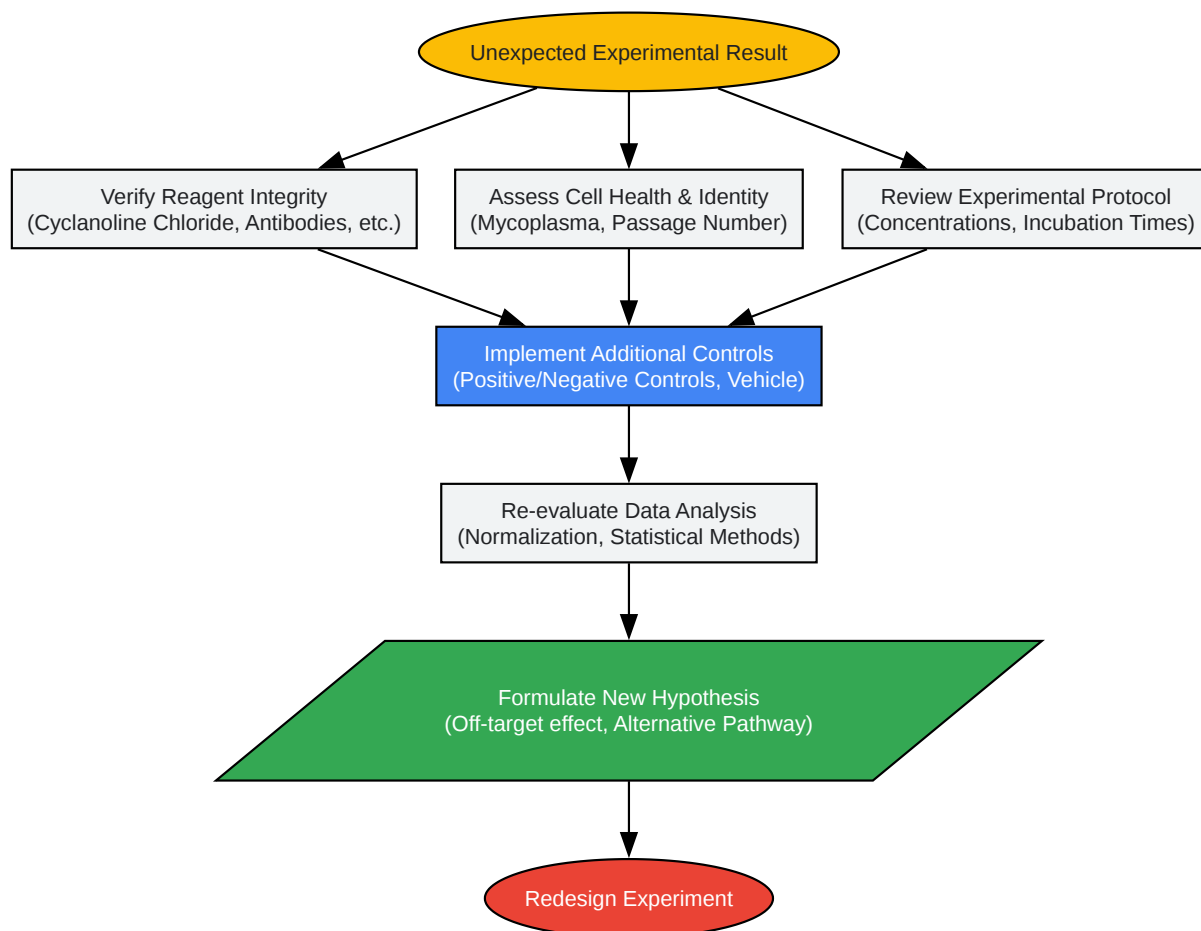 Unexpected Experimental Result
Verify Reagent Integrity
(Cyclanoline Chloride, Antibodies, etc.)
Assess Cell Health & Identity
(Mycoplasma, Passage Number)
Review Experimental Protocol
(Concentrations, Incubation Times)
Implement Additional Controls
(Positive/Negative Controls, Vehicle)
Re-evaluate Data Analysis
(Normalization, Statistical Methods)
Formulate New Hypothesis
(Off-target effect, Alternative Pathway)
Redesign Experiment